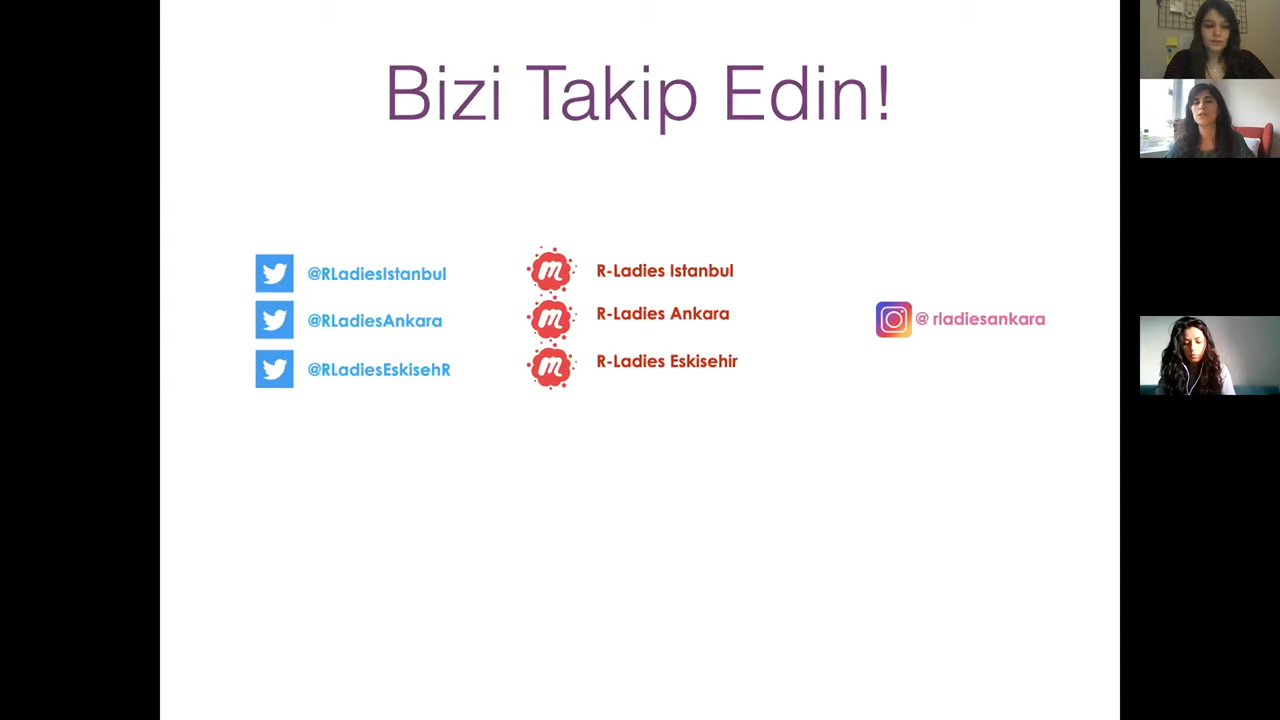 Bizi Takip Edin!
@RLadiesIstanbul
@RLadiesAnkara
@RLadiesEskisehR
R-Ladies Istanbul
R-Ladies Ankara
R-Ladies Eskisehir
@ rladiesankara